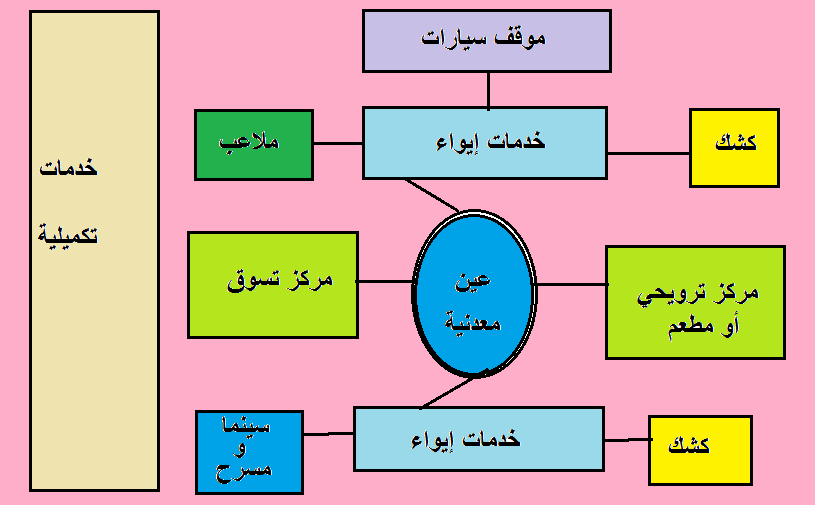 موقف سيارات
كشك
خدمات إيواء
ملاعب
خدمات
تكميلية
مركز ترويحي
أو مطعم
عين
معدنية
مركز تسوق
كشك
خدمات إيواء
سينما
و
مسرح